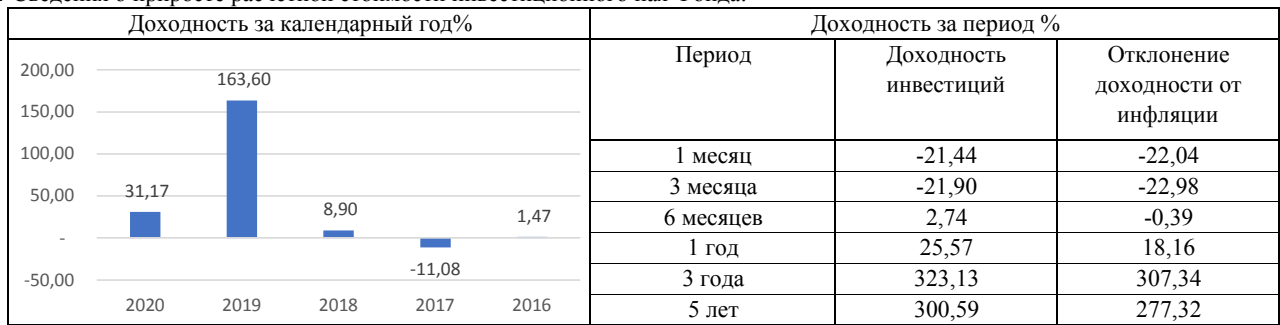 Доходность за календарный год%
200,00
150,00
100,00
50,00
-
-50,00
31,17
163,60
8,90
-11,08
1,47
2020 2019 2018 2017 2016
Доходность за период %
Период Доходность инвестиций Отклонение доходности от инфляции
1 месяц -21,44 -22,04
3 месяца -21,90 -22,98
6 месяцев 2,74 -0,39
1 год 25,57 18,16
3 года 323,13 307,34
5 лет 300,59 277,32